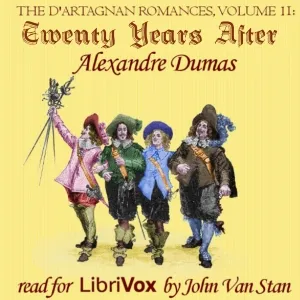 THE D'ARTAGNAN ROMANCES, VOLUME II:
Twenty Years After
Alexandre Dumas
read for LibriVox by John Van Stan